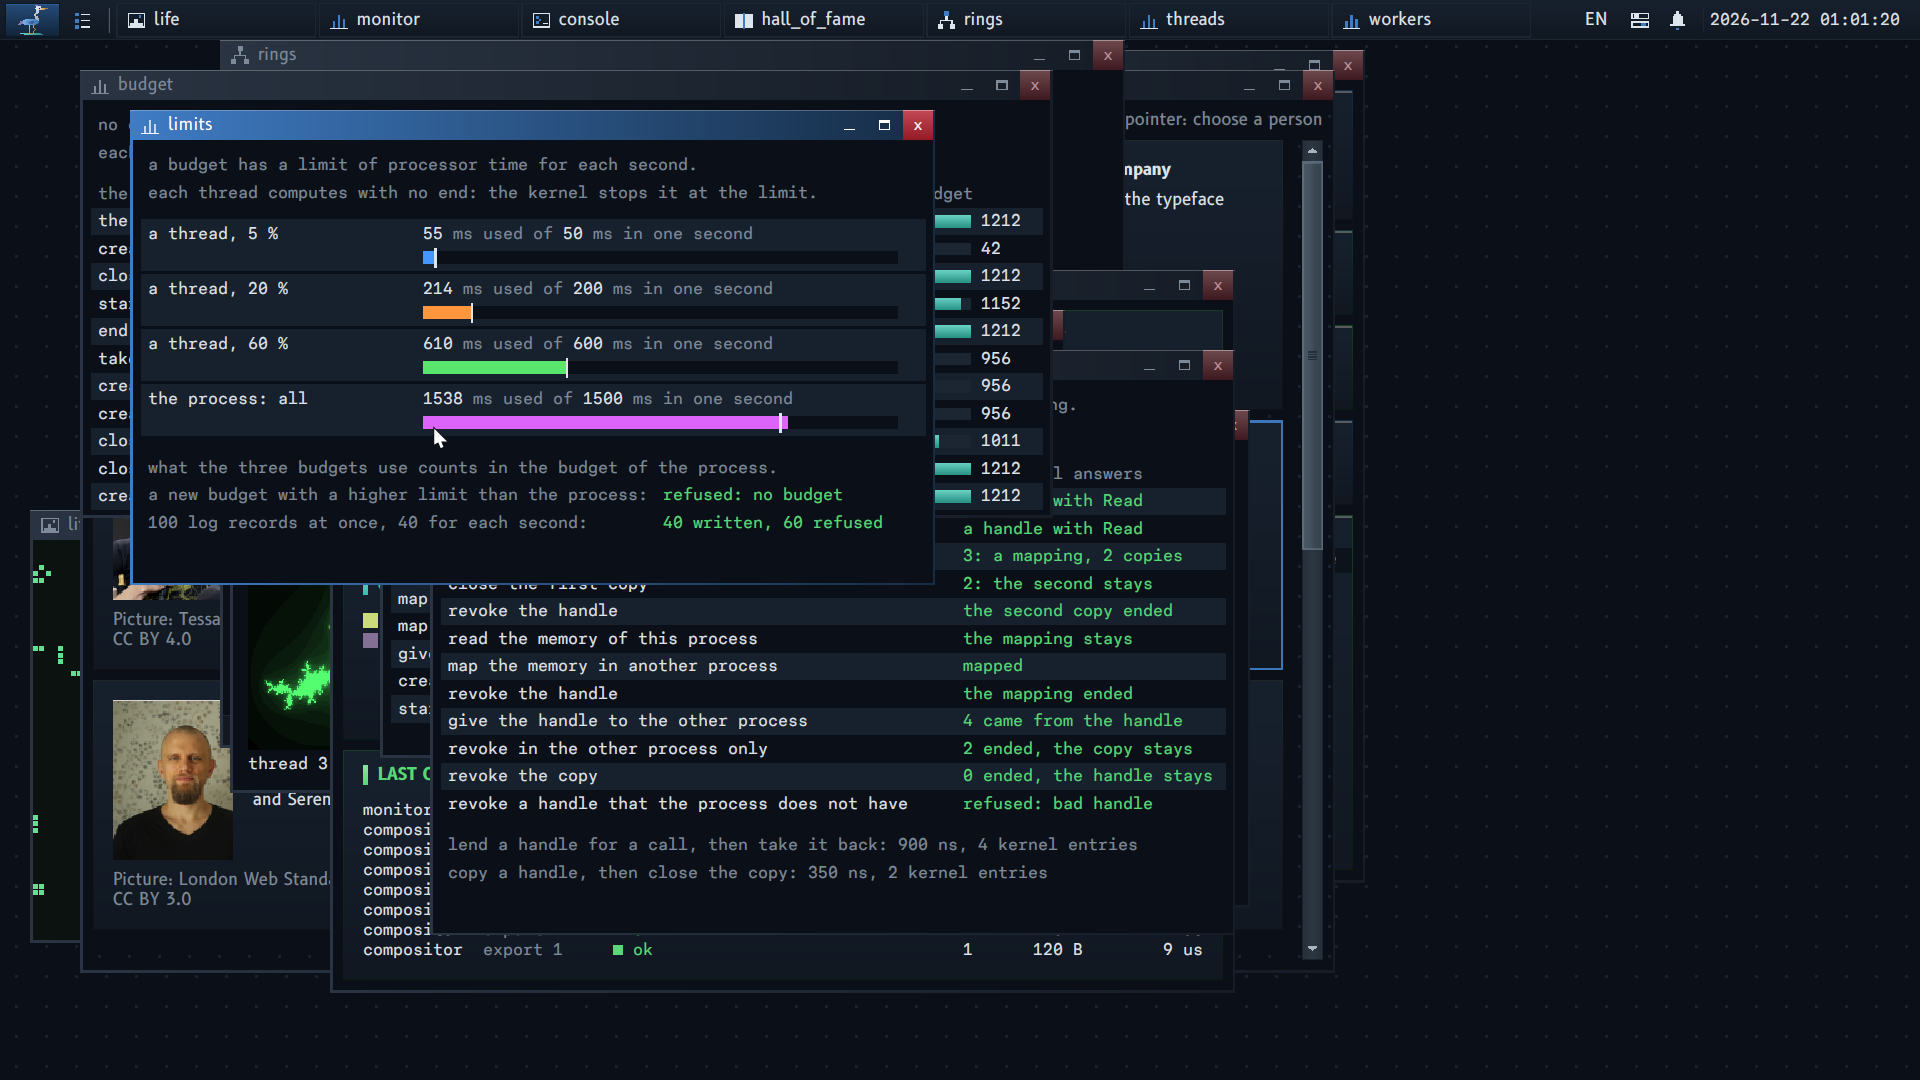 life
monitor
console
hall_of_fame
rings
threads
workers
EN
2026-11-22 01:01:20
rings
budget
limits
a budget has a limit of processor time for each second.
each thread computes with no end: the kernel stops it at the limit.
a thread, 5 %
55 ms used of 50 ms in one second
a thread, 20 %
214 ms used of 200 ms in one second
a thread, 60 %
610 ms used of 600 ms in one second
the process: all
1538 ms used of 1500 ms in one second
what the three budgets use counts in the budget of the process.
a new budget with a higher limit than the process: refused: no budget
100 log records at once, 40 for each second: 40 written, 60 refused
no
the
the
end
1212
42
1212
1152
1212
956
956
956
1011
1212
1212
pointer: choose a person
the typeface
answers
with Read
a handle with Read
3: a mapping, 2 copies
close the first copy 2: the second stays
revoke the handle the second copy ended
read the memory of this process the mapping stays
map the memory in another process mapped
revoke the handle the mapping ended
give the handle to the other process 4 came from the handle
revoke in the other process only 2 ended, the copy stays
revoke the copy 0 ended, the handle stays
revoke a handle that the process does not have refused: bad handle
lend a handle for a call, then take it back: 900 ns, 4 kernel entries
copy a handle, then close the copy: 350 ns, 2 kernel entries
map
map
Picture: Tessa
CC BY 4.0
thread 3
and Seren
Picture: London Web Standa
CC BY 3.0
LAST
monitor
compositor export 1 ok 1 120 B 9 us